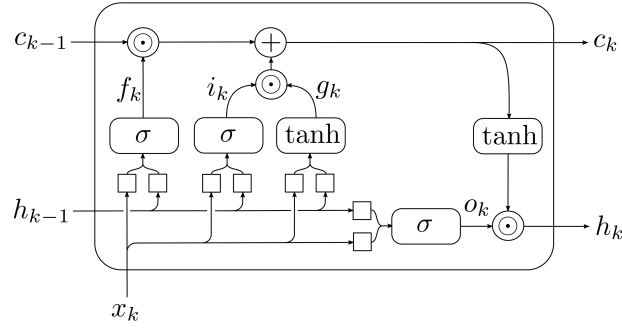 c_{k−1} + c_k
f_k i_k g_k
σ σ tanh tanh
h_{k−1} σ o_k h_k
x_k